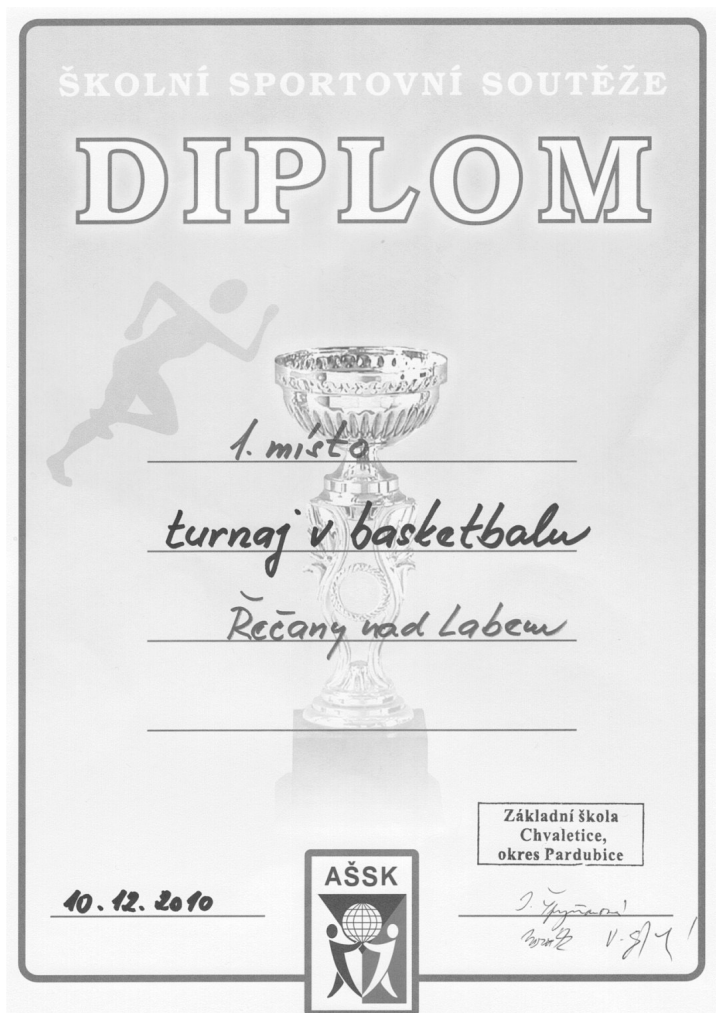 ŠKOLNÍ SPORTOVNÍ SOUTĚŽE
DIPLOM
1. místo
turnaj v basketbalu
Řečany nad Labem
Základní škola
Chvaletice,
okres Pardubice
AŠSK
10.12.2010